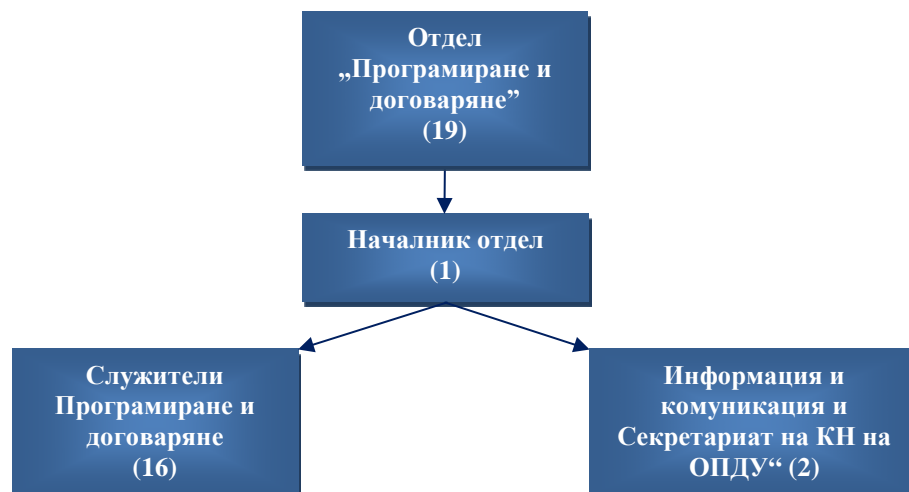 Отдел
„Програмиране и
договаряне”
(19)
Началник отдел
(1)
Служители
Програмиране и
договаряне
(16)
Информация и
комуникация и
Секретариат на КН на
ОПДУ“ (2)